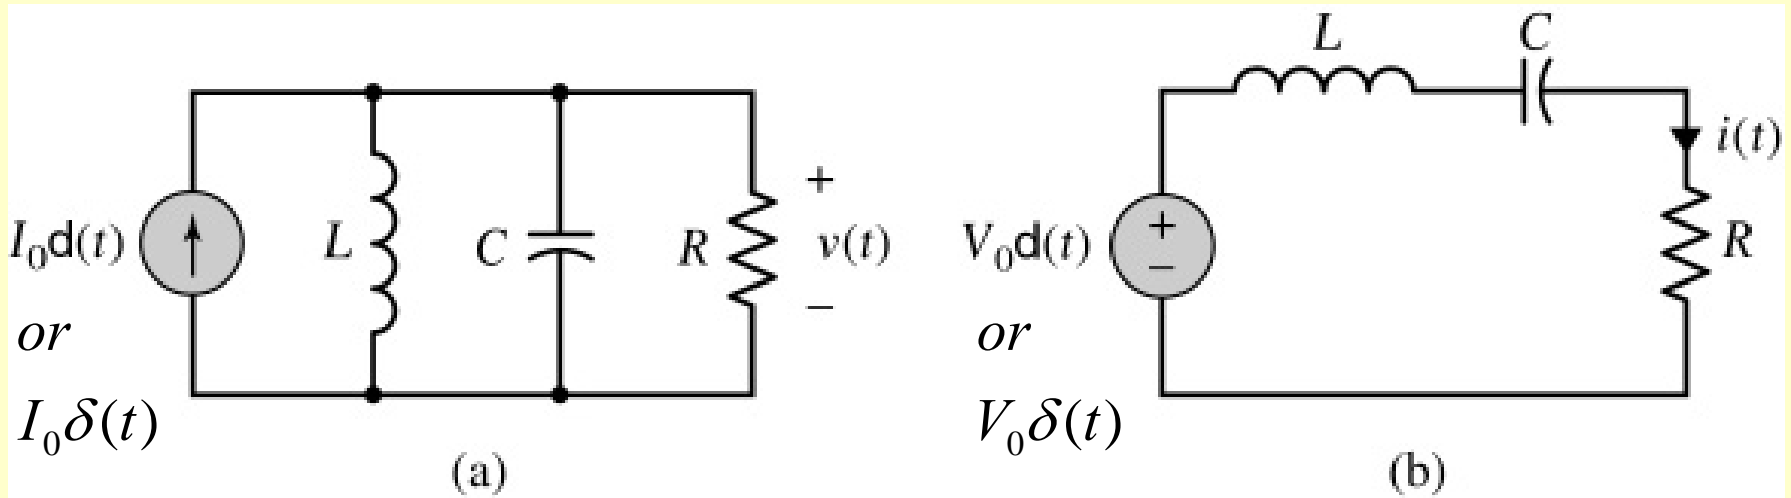 I₀d(t)
or
I₀δ(t)
L
C
R
+
v(t)
−
(a)
L
C
i(t)
V₀d(t)
+
−
R
or
V₀δ(t)
(b)